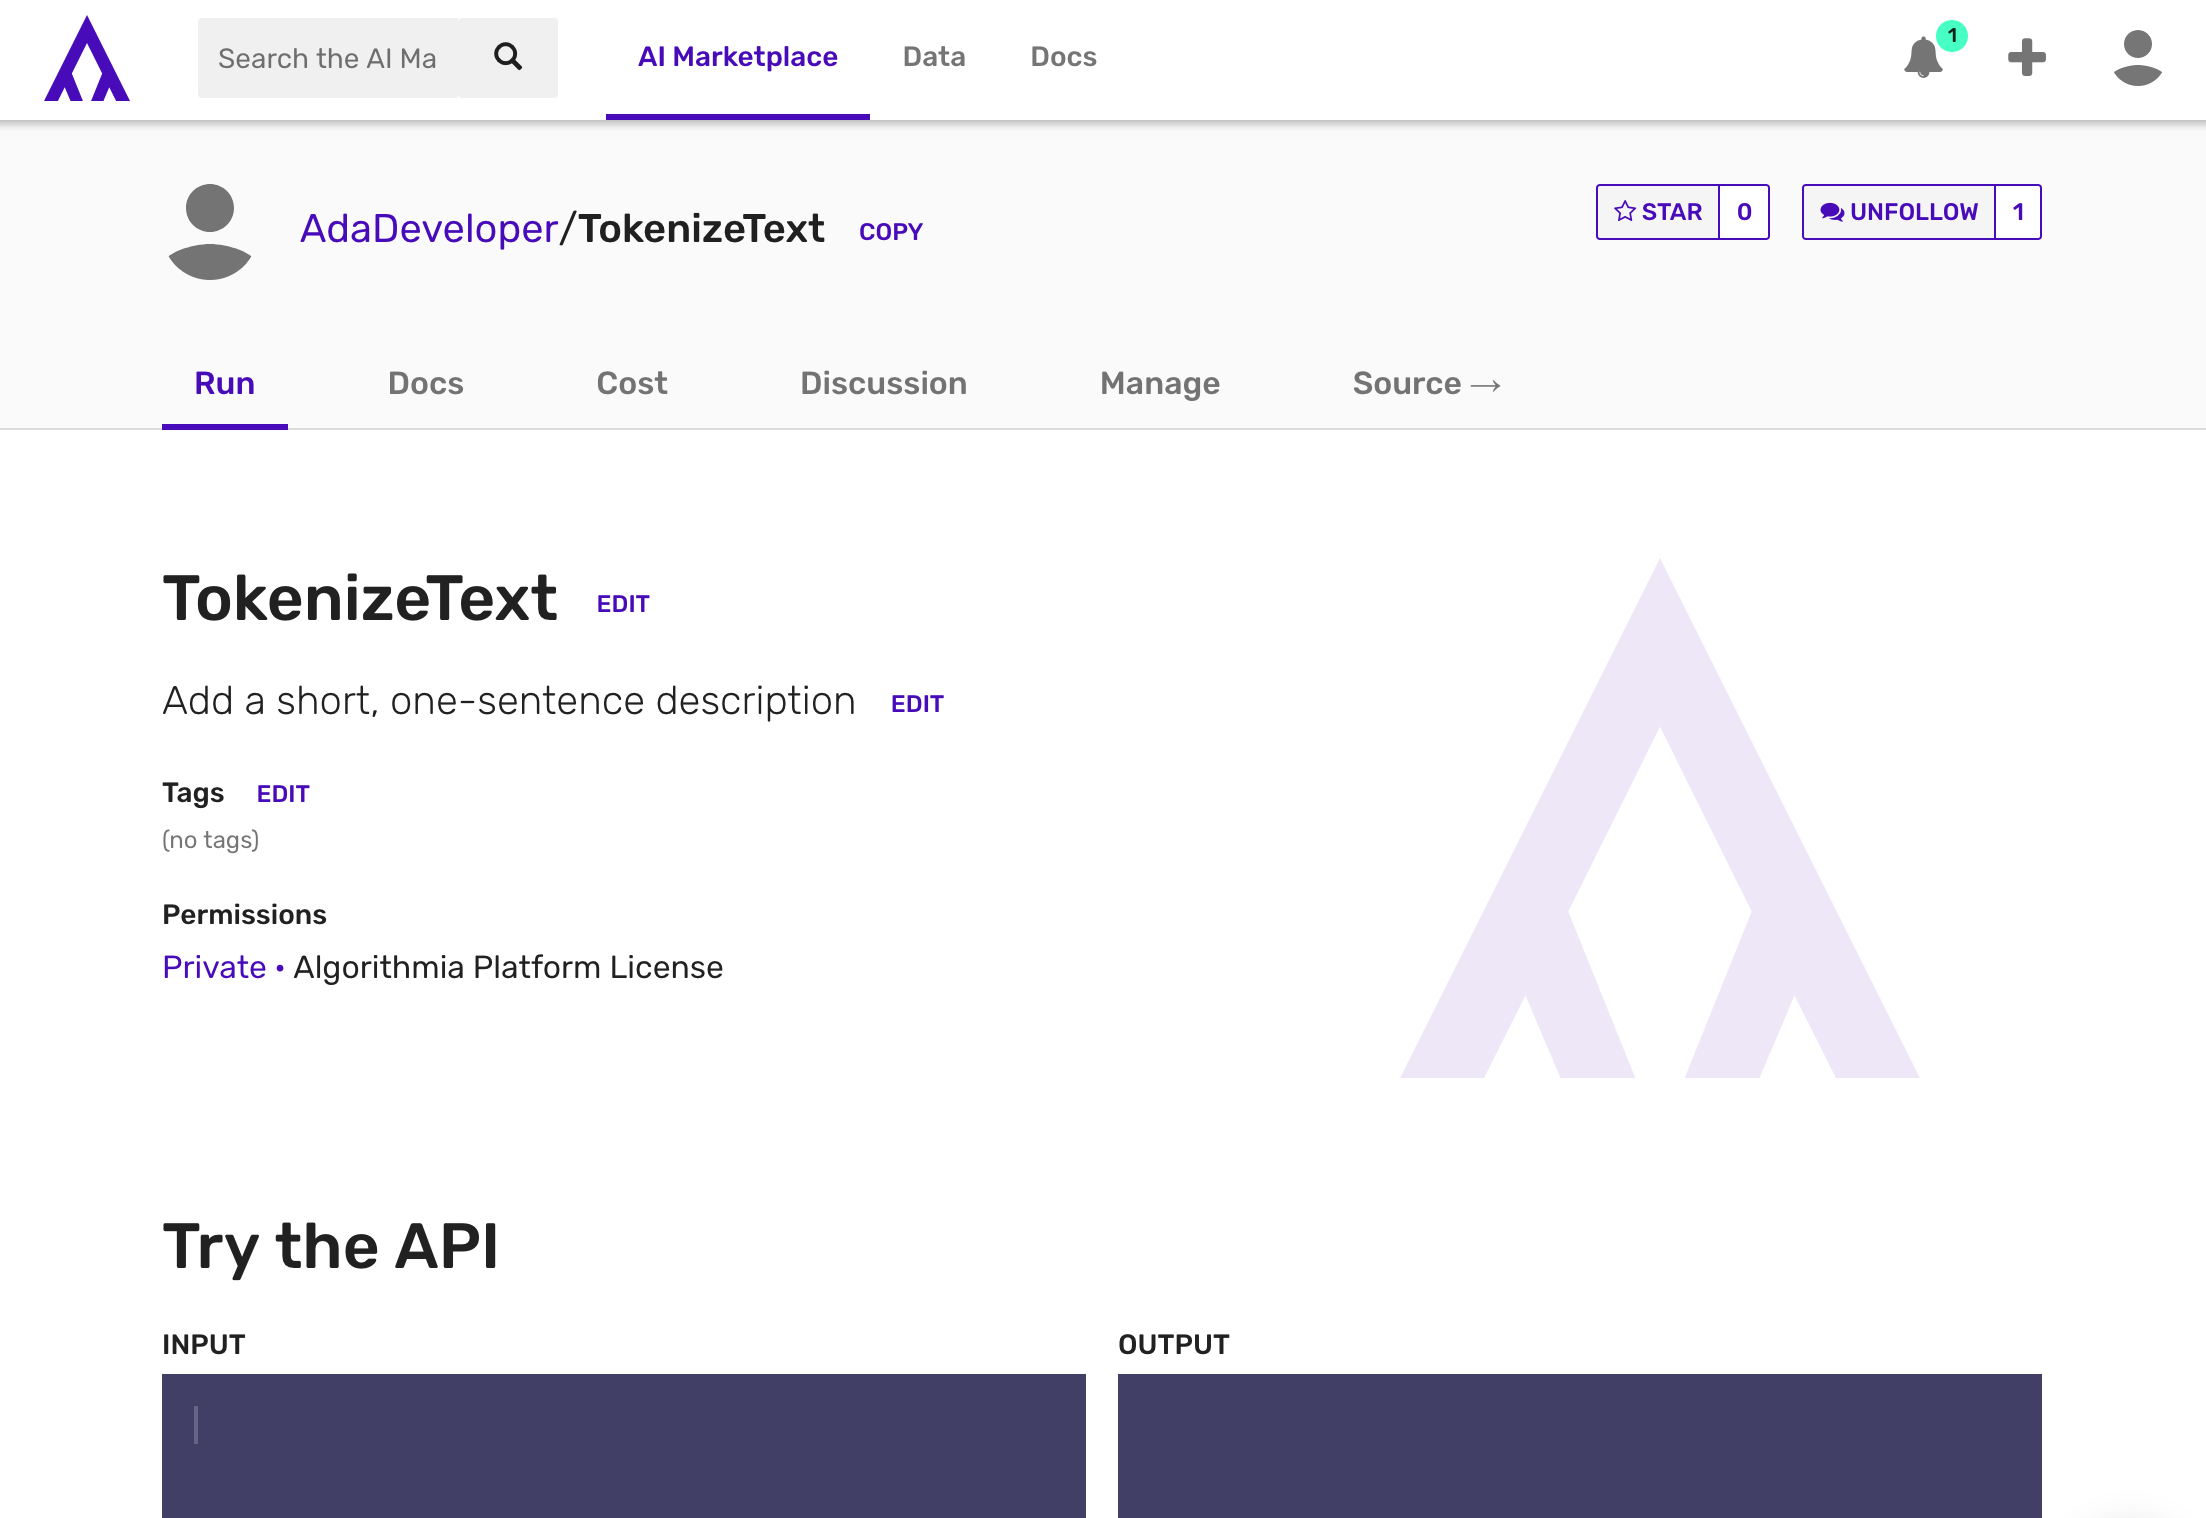 Search the AI Ma
AI Marketplace
Data
Docs
1
AdaDeveloper/TokenizeText
COPY
STAR
0
UNFOLLOW
1
Run
Docs
Cost
Discussion
Manage
Source →
TokenizeText
EDIT
Add a short, one-sentence description
EDIT
Tags
EDIT
(no tags)
Permissions
Private • Algorithmia Platform License
Try the API
INPUT
OUTPUT